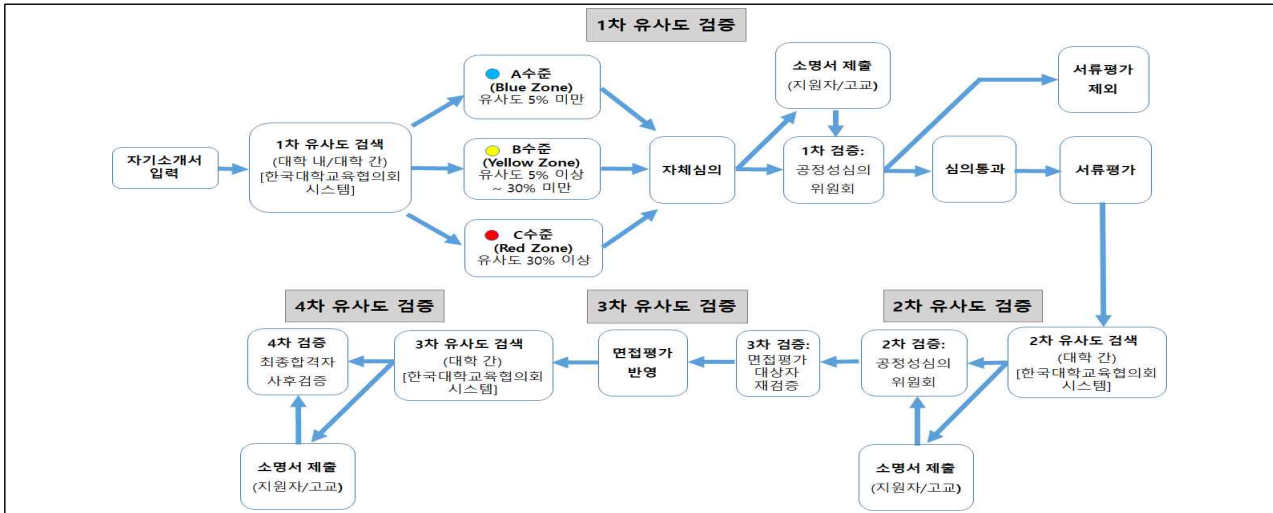 1차 유사도 검증
자기소개서
입력
1차 유사도 검색
(대학 내/대학 간)
[한국대학교육협의회
시스템]
A수준
(Blue Zone)
유사도 5% 미만
B수준
(Yellow Zone)
유사도 5% 이상
~ 30% 미만
C수준
(Red Zone)
유사도 30% 이상
자체심의
소명서 제출
(지원자/고교)
1차 검증:
공정성심의
위원회
서류평가
제외
심의통과
서류평가
2차 유사도 검증
2차 유사도 검색
(대학 간)
[한국대학교육협의회
시스템]
소명서 제출
(지원자/고교)
2차 검증:
공정성심의
위원회
3차 유사도 검증
3차 검증:
면접평가
대상자
재검증
면접평가
반영
4차 유사도 검증
3차 유사도 검색
(대학 간)
[한국대학교육협의회
시스템]
소명서 제출
(지원자/고교)
4차 검증
최종합격자
사후검증